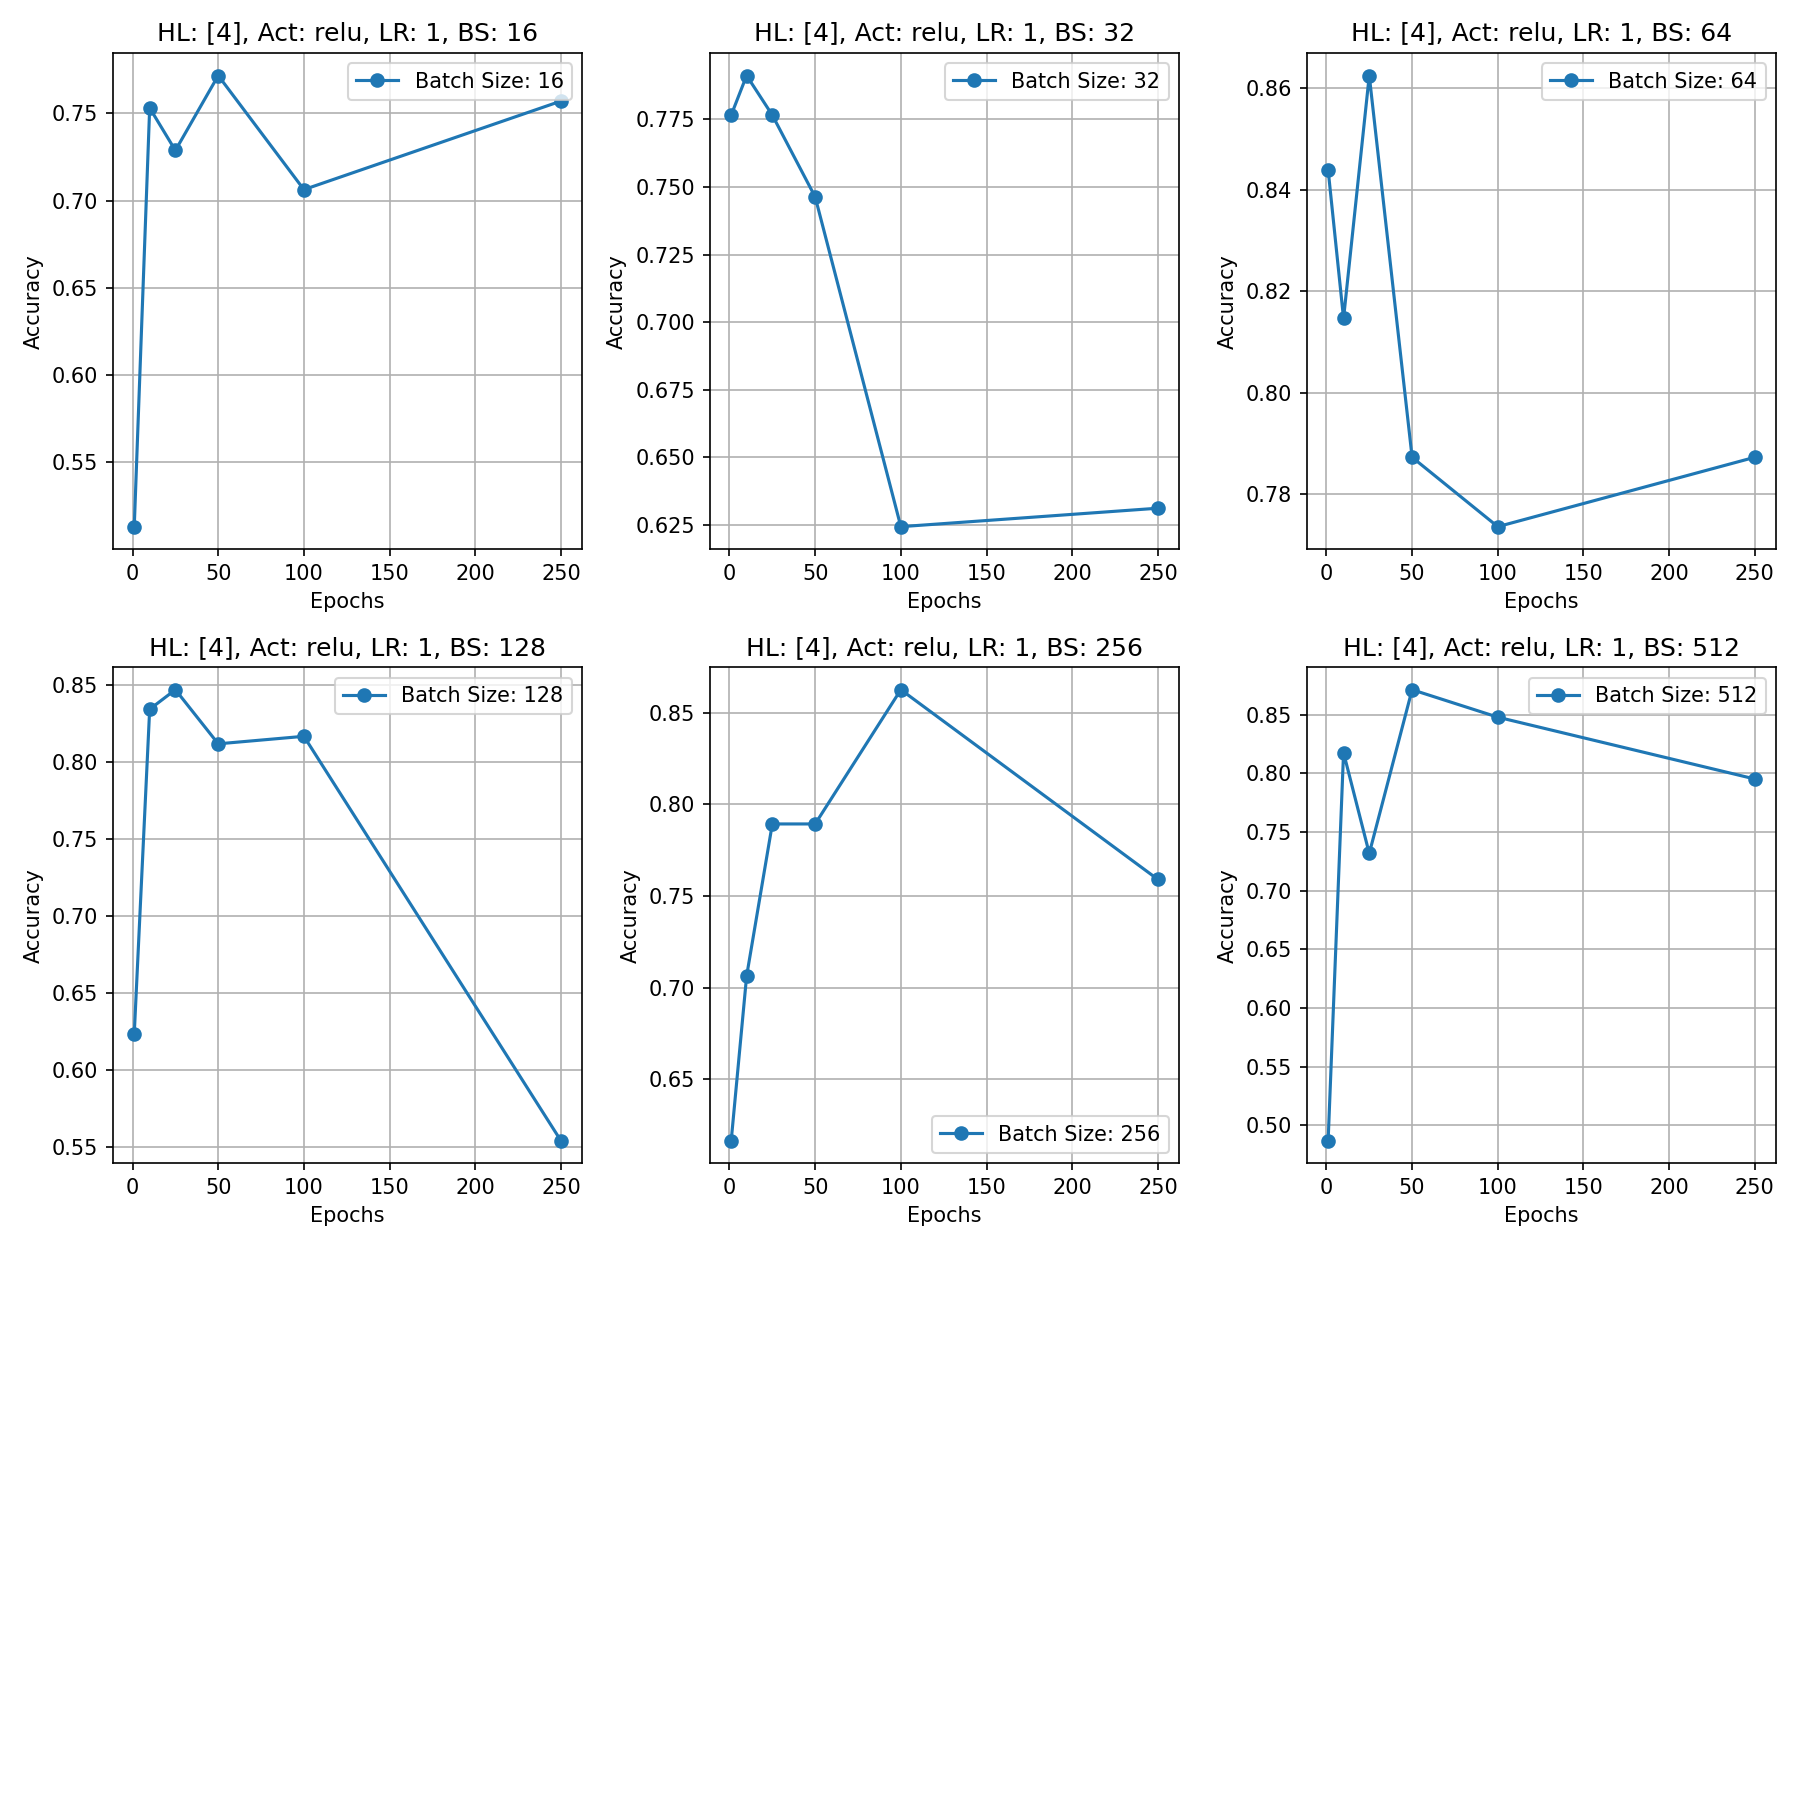 HL: [4], Act: relu, LR: 1, BS: 16
Batch Size: 16
Accuracy
0.75
0.70
0.65
0.60
0.55
0 50 100 150 200 250
Epochs
HL: [4], Act: relu, LR: 1, BS: 32
Batch Size: 32
Accuracy
0.775
0.750
0.725
0.700
0.675
0.650
0.625
0 50 100 150 200 250
Epochs
HL: [4], Act: relu, LR: 1, BS: 64
Batch Size: 64
Accuracy
0.86
0.84
0.82
0.80
0.78
0 50 100 150 200 250
Epochs
HL: [4], Act: relu, LR: 1, BS: 128
Batch Size: 128
Accuracy
0.85
0.80
0.75
0.70
0.65
0.60
0.55
0 50 100 150 200 250
Epochs
HL: [4], Act: relu, LR: 1, BS: 256
Accuracy
0.85
0.80
0.75
0.70
0.65
Batch Size: 256
0 50 100 150 200 250
Epochs
HL: [4], Act: relu, LR: 1, BS: 512
Batch Size: 512
Accuracy
0.85
0.80
0.75
0.70
0.65
0.60
0.55
0.50
0 50 100 150 200 250
Epochs